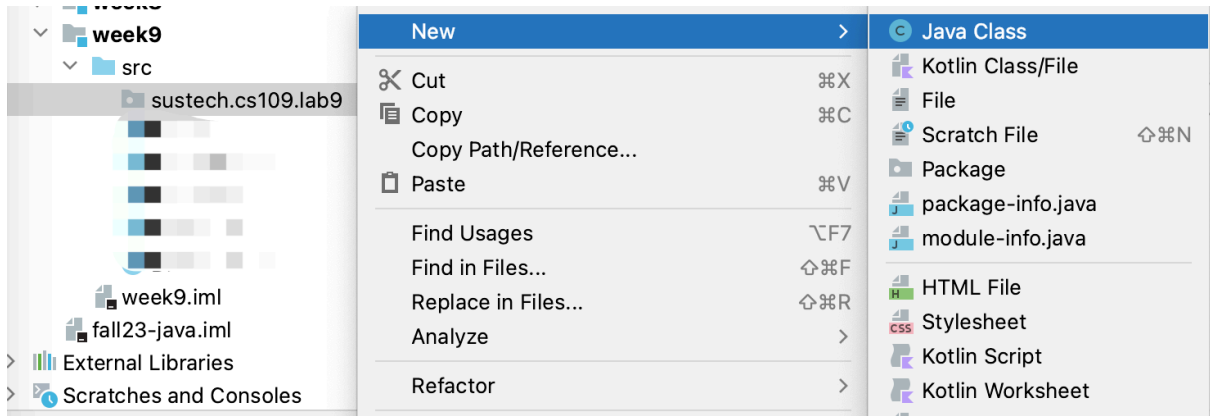 week9
src
sustech.cs109.lab9
week9.iml
fall23-java.iml
External Libraries
Scratches and Consoles
New
Cut ⌘X
Copy ⌘C
Copy Path/Reference...
Paste ⌘V
Find Usages ⌥F7
Find in Files... ⇧⌘F
Replace in Files... ⇧⌘R
Analyze
Refactor
C Java Class
Kotlin Class/File
File
Scratch File ⇧⌘N
Package
J package-info.java
J module-info.java
H HTML File
CSS Stylesheet
Kotlin Script
Kotlin Worksheet